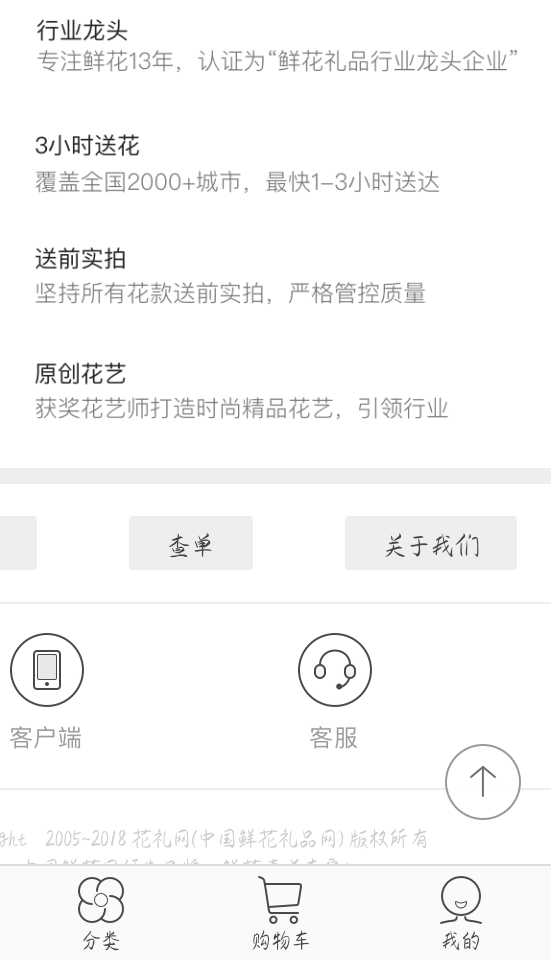 行业龙头
专注鲜花13年，认证为“鲜花礼品行业龙头企业”
3小时送花
覆盖全国2000+城市，最快1-3小时送达
送前实拍
坚持所有花款送前实拍，严格管控质量
原创花艺
获奖花艺师打造时尚精品花艺，引领行业
查单 关于我们
客户端 客服
ght 2005~2018 花礼网(中国鲜花礼品网) 版权所有
分类 购物车 我的